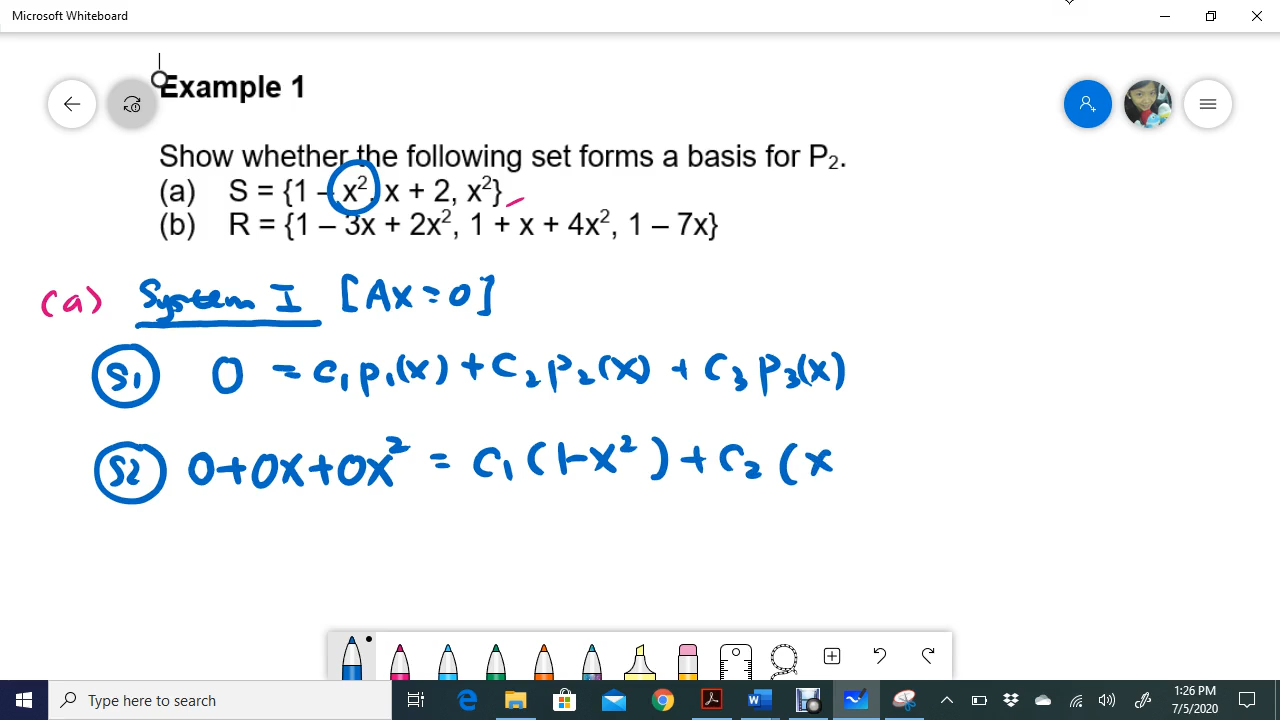 Microsoft Whiteboard
Example 1
Show whether the following set forms a basis for P₂.
(a) S = {1 – x², x + 2, x²}
(b) R = {1 – 3x + 2x², 1 + x + 4x², 1 – 7x}
(a) System I [Ax = 0]
S1 0 = c₁p₁(x) + c₂p₂(x) + c₃p₃(x)
S2 0+0x+0x² = c₁(1-x²) + c₂(x
Type here to search
1:26 PM
7/5/2020